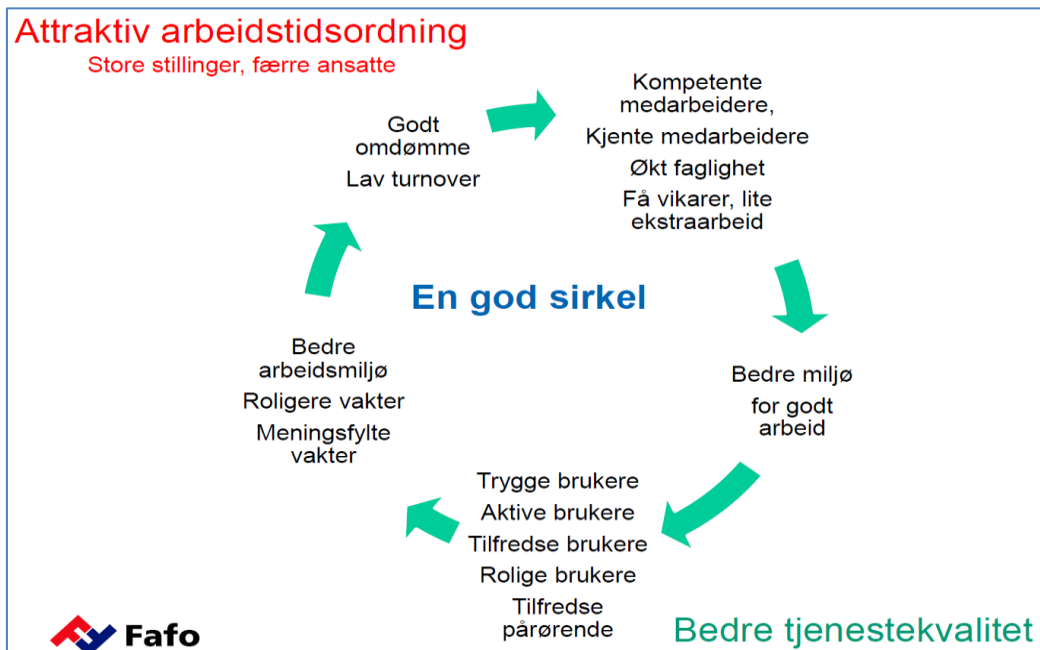 Attraktiv arbeidstidsordning
Store stillinger, færre ansatte
Godt
omdømme
Lav turnover
Kompetente
medarbeidere,
Kjente medarbeidere
Økt faglighet
Få vikarer, lite
ekstraarbeid
En god sirkel
Bedre miljø
for godt
arbeid
Trygge brukere
Aktive brukere
Tilfredse brukere
Rolige brukere
Tilfredse
pårørende
Bedre
arbeidsmiljø
Roligere vakter
Meningsfylte
vakter
Fafo
Bedre tjenestekvalitet